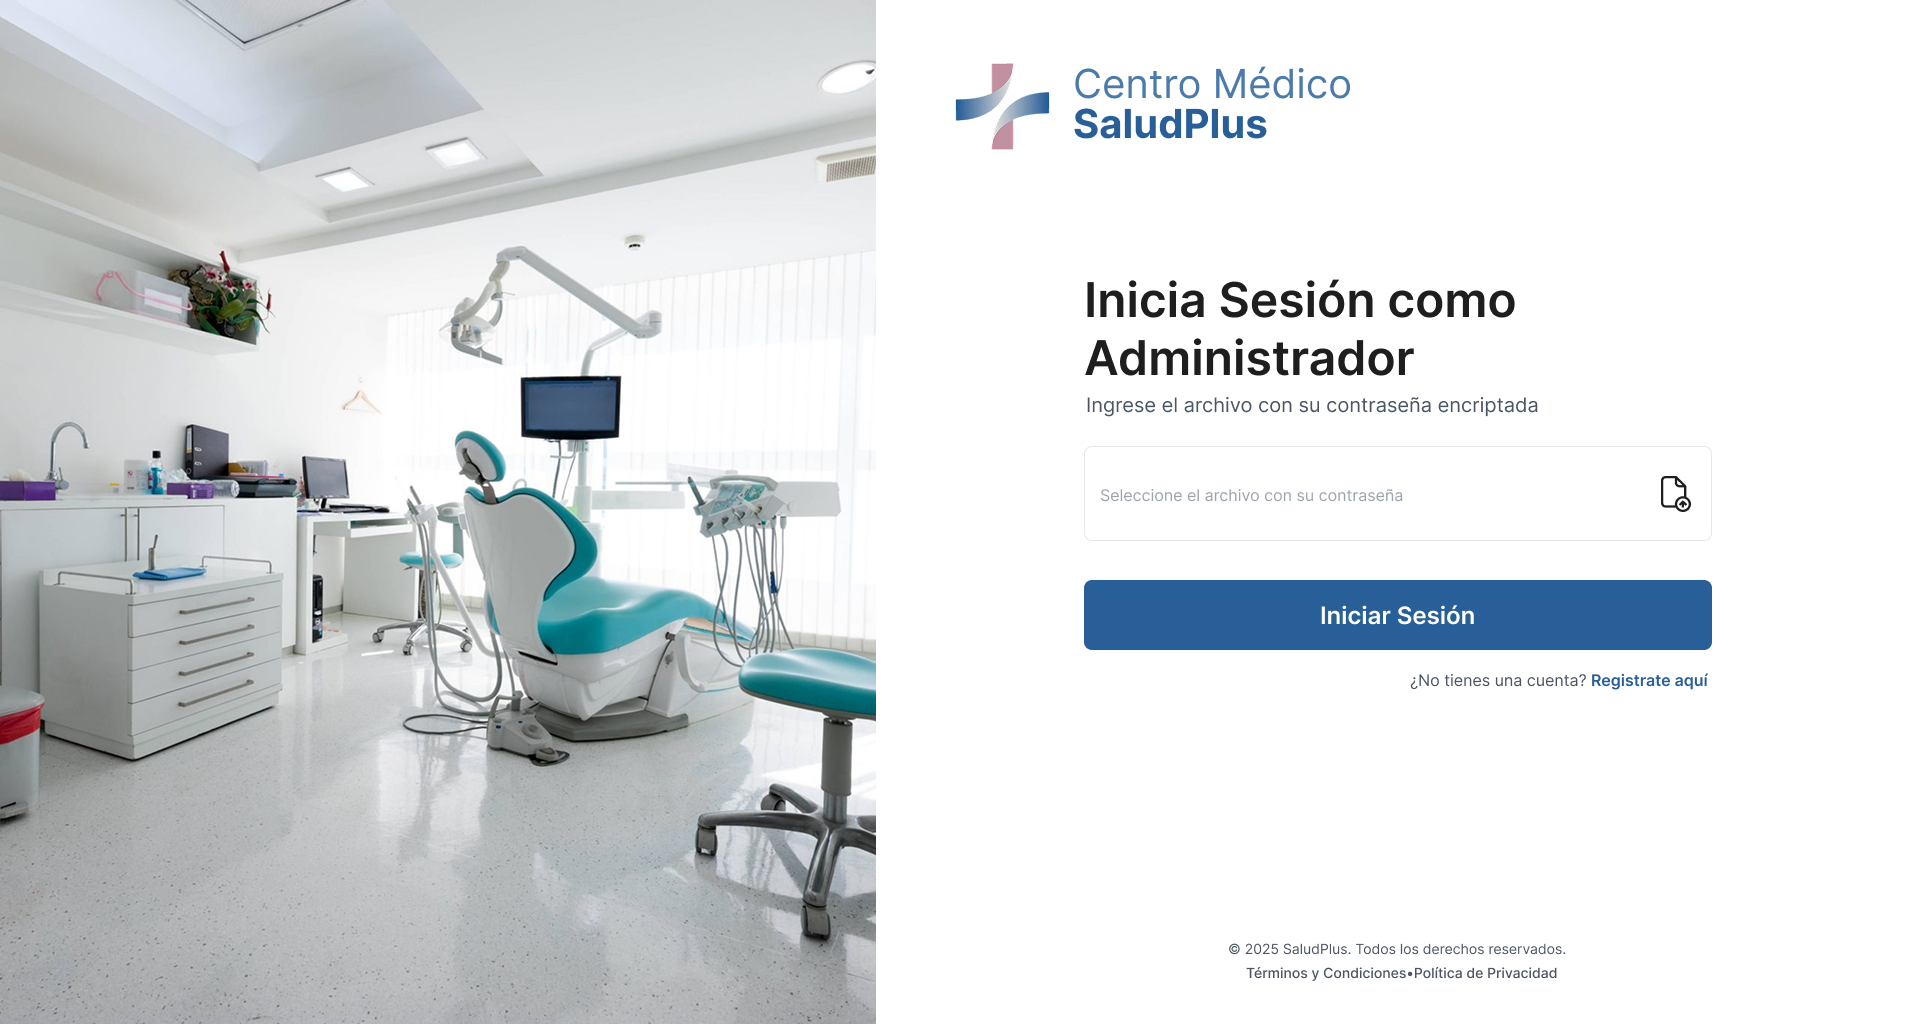 Centro Médico
SaludPlus
Inicia Sesión como
Administrador
Ingrese el archivo con su contraseña encriptada
Seleccione el archivo con su contraseña
Iniciar Sesión
¿No tienes una cuenta? Registrate aquí
© 2025 SaludPlus. Todos los derechos reservados.
Términos y Condiciones•Política de Privacidad